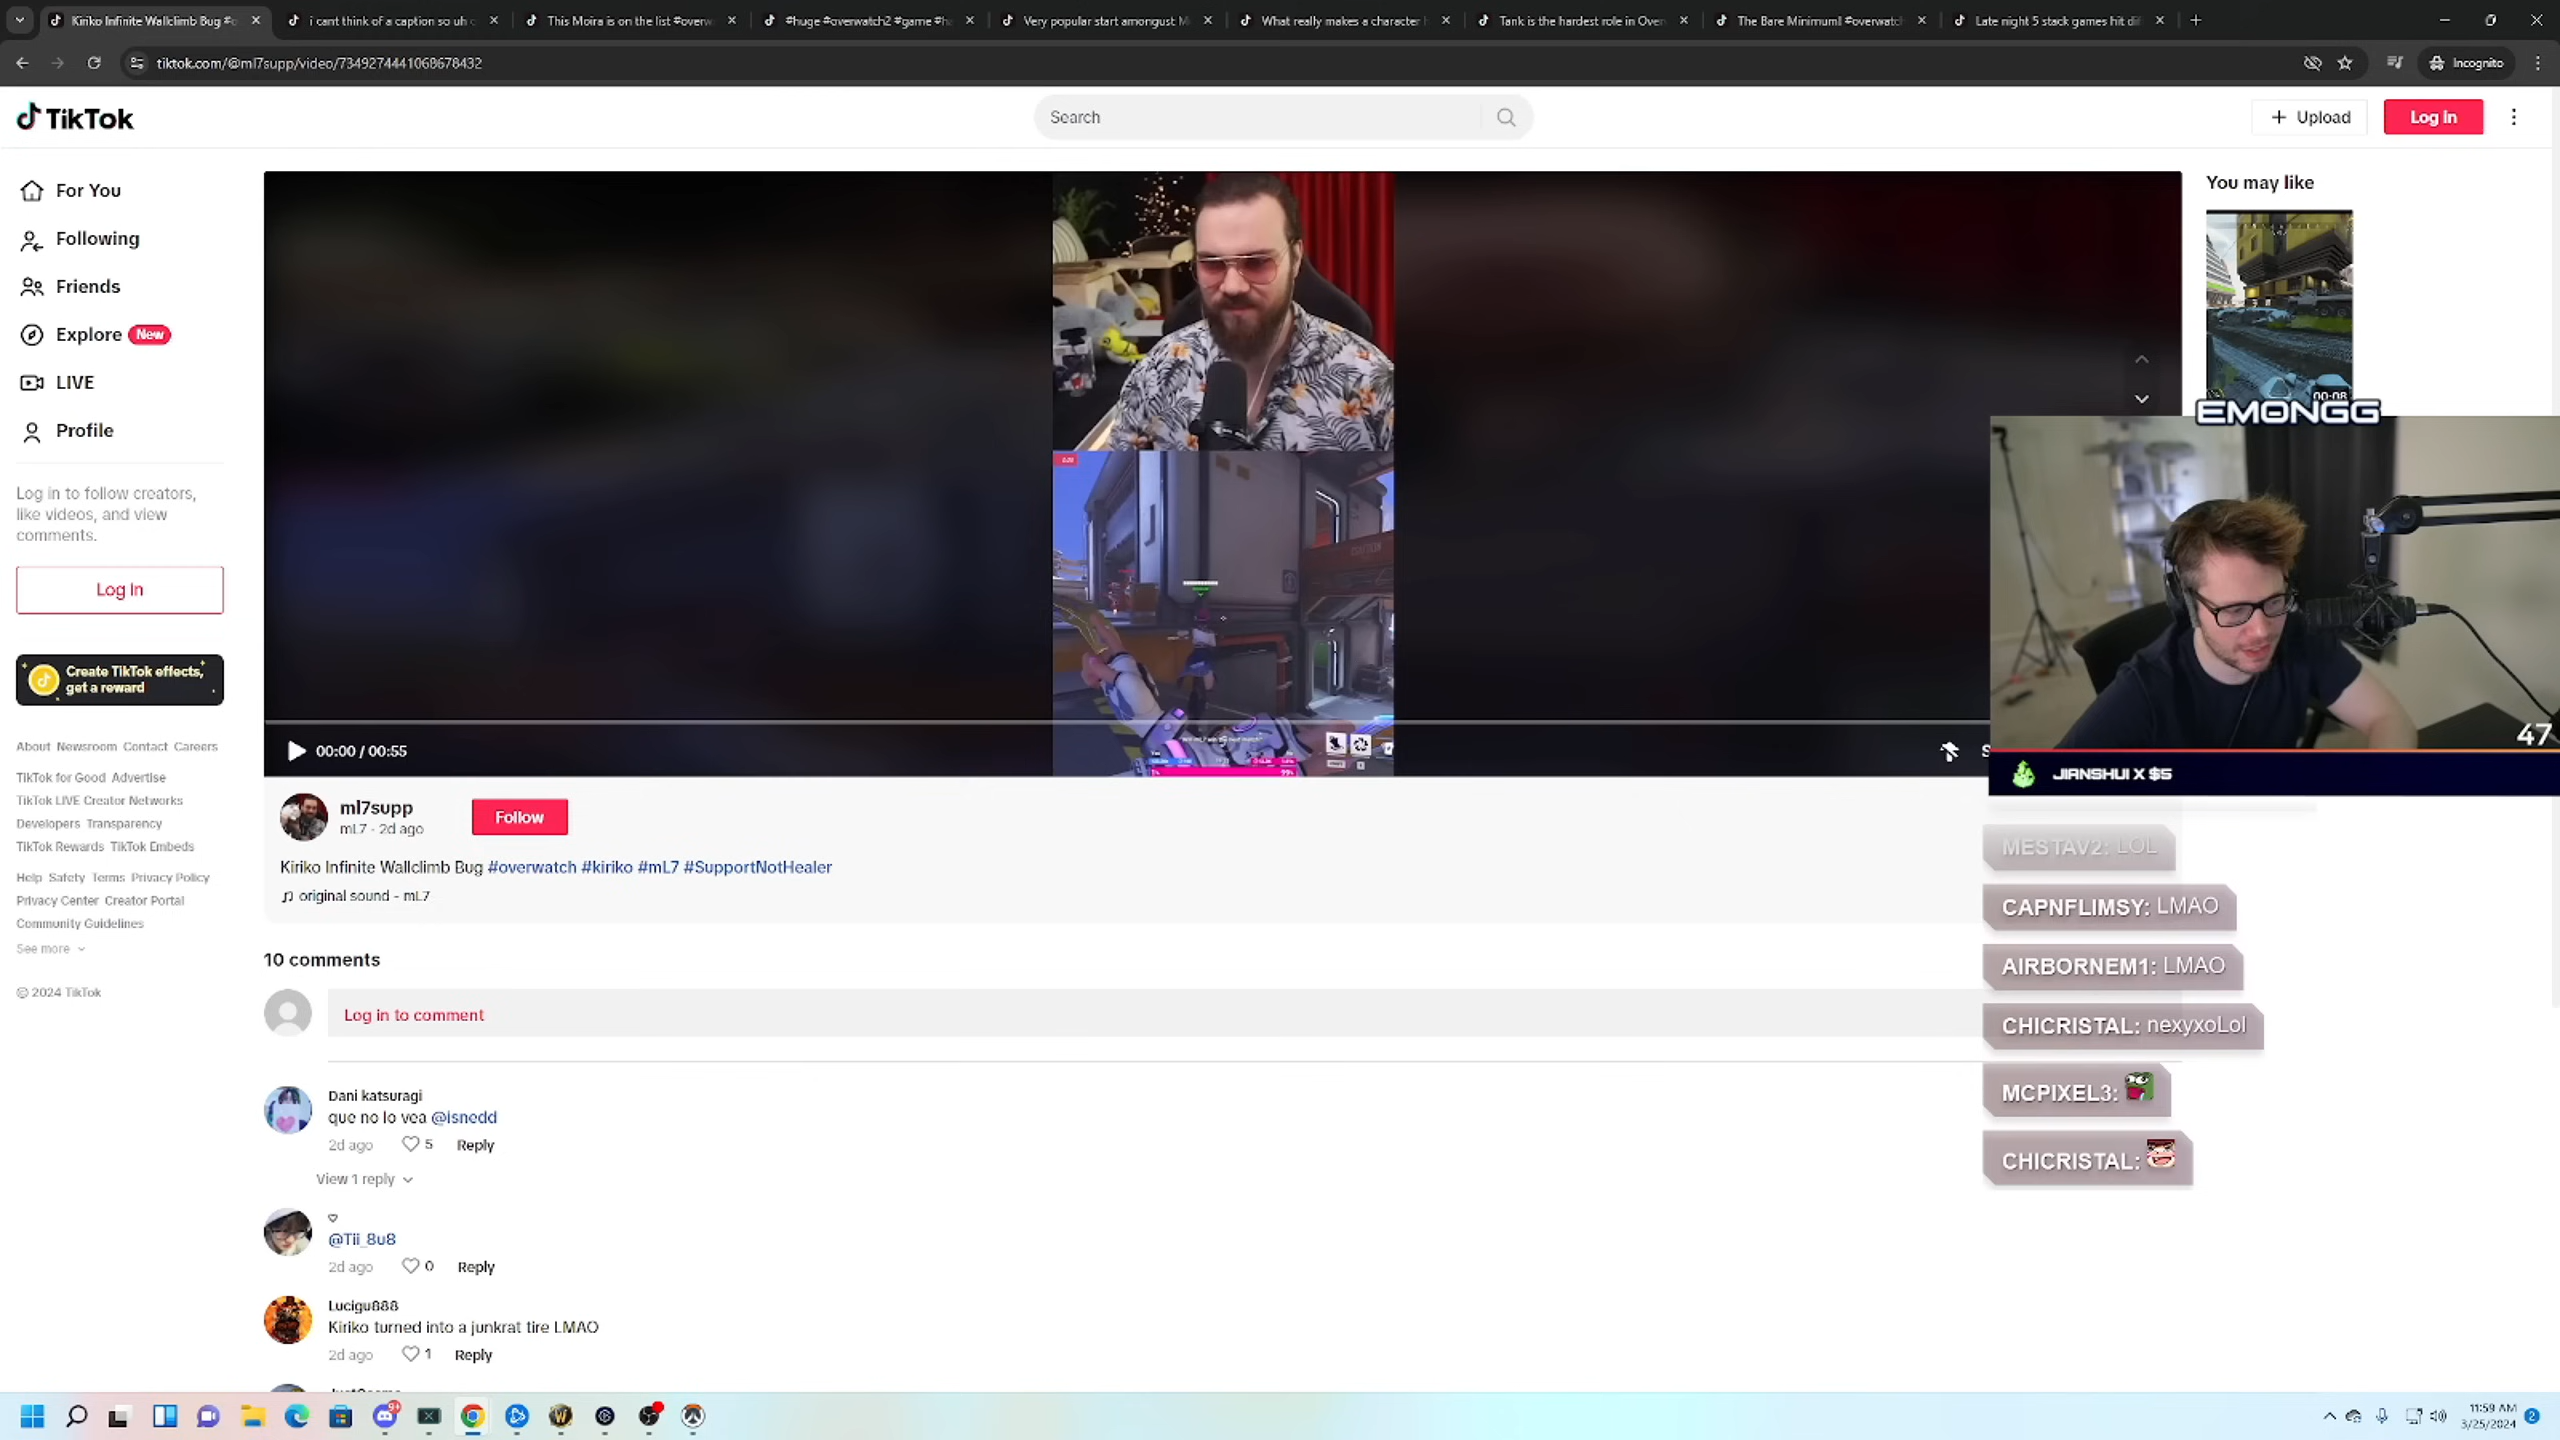 Kiriko Infinite Wallclimb Bug #o
i cant think of a caption so uh
This Moira is on the list #overw
#huge #overwatch2 #game #ha
Very popular start amongust M
What really makes a character
Tank is the hardest role in Over
The Bare Minimum! #overwatch
Late night 5 stack games hit di
tiktok.com/@ml7supp/video/7349274441068678432
Incognito
TikTok
Search
Upload
Log in
For You
Following
Friends
Explore New
LIVE
Profile
Log in to follow creators,
like videos, and view
comments.
Log in
Create TikTok effects,
get a reward
About Newsroom Contact Careers
TikTok for Good Advertise
TikTok LIVE Creator Networks
Developers Transparency
TikTok Rewards TikTok Embeds
Help Safety Terms Privacy Policy
Privacy Center Creator Portal
Community Guidelines
See more
© 2024 TikTok
00:00 / 00:55
S
You may like
00:08
EMONGG
47
JIANSHUI X $5
ml7supp
mL7 · 2d ago
Follow
Kiriko Infinite Wallclimb Bug #overwatch #kiriko #mL7 #SupportNotHealer
original sound - mL7
10 comments
Log in to comment
Dani katsuragi
que no lo vea @isnedd
2d ago 5 Reply
View 1 reply
@Tii_8u8
2d ago 0 Reply
Lucigu888
Kiriko turned into a junkrat tire LMAO
2d ago 1 Reply
MESTAV2: LOL
CAPNFLIMSY: LMAO
AIRBORNEM1: LMAO
CHICRISTAL: nexyxoLol
MCPIXEL3:
CHICRISTAL:
9+
11:59 AM
3/25/2024
2